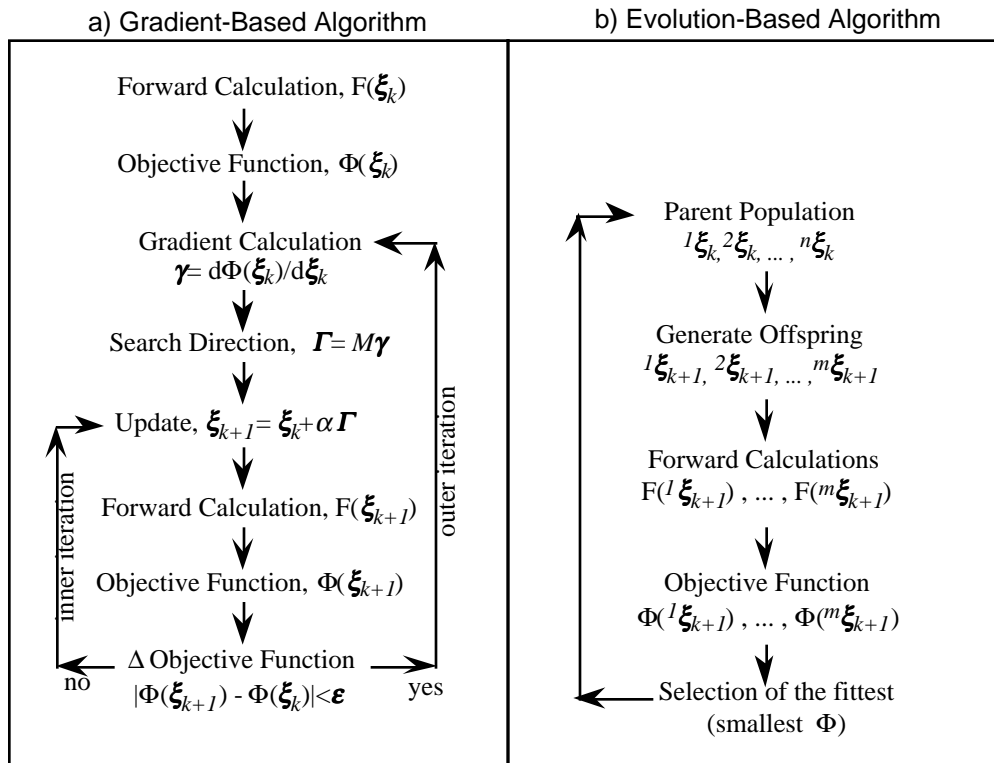 a) Gradient-Based Algorithm
Forward Calculation, F(ξk)
Objective Function, Φ(ξk)
Gradient Calculation
γ= dΦ(ξk)/dξk
Search Direction, Γ= Mγ
Update, ξk+1= ξk+α Γ
Forward Calculation, F(ξk+1)
Objective Function, Φ(ξk+1)
Δ Objective Function
|Φ(ξk+1) - Φ(ξk)|<ε
no
yes
inner iteration
outer iteration
b) Evolution-Based Algorithm
Parent Population
1ξk, 2ξk, ... , nξk
Generate Offspring
1ξk+1, 2ξk+1, ... , mξk+1
Forward Calculations
F(1ξk+1) , ... , F(mξk+1)
Objective Function
Φ(1ξk+1) , ... , Φ(mξk+1)
Selection of the fittest
(smallest Φ)